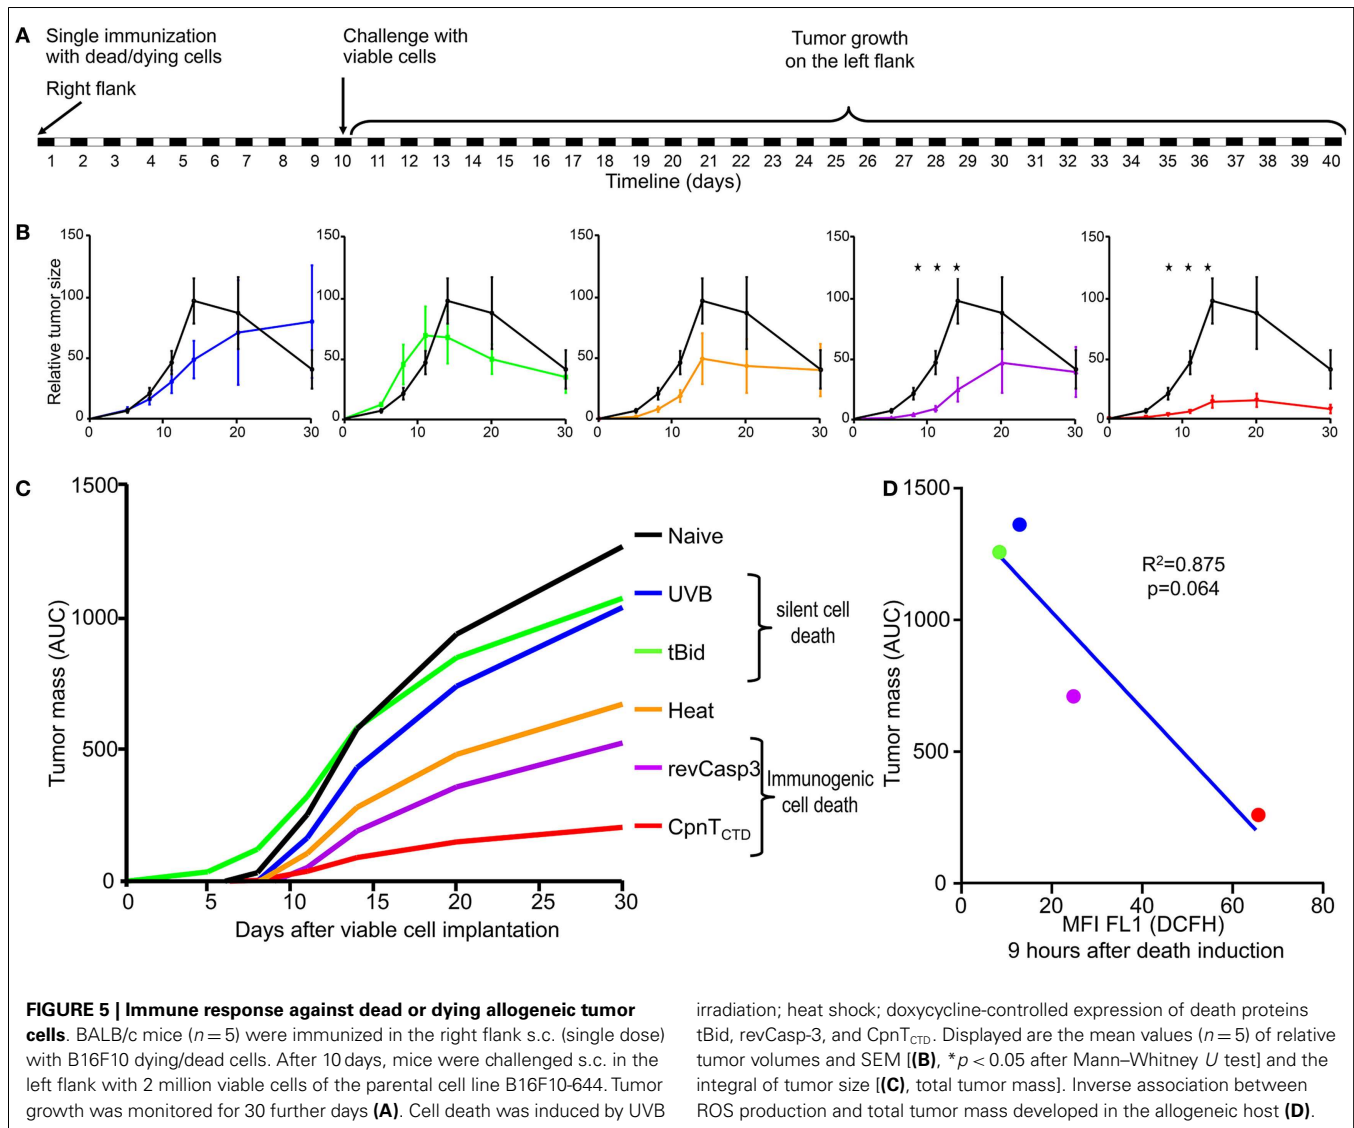 A
Single immunization
with dead/dying cells
Right flank
Challenge with
viable cells
Tumor growth
on the left flank
1 2 3 4 5 6 7 8 9 10 11 12 13 14 15 16 17 18 19 20 21 22 23 24 25 26 27 28 29 30 31 32 33 34 35 36 37 38 39 40
Timeline (days)
B
Relative tumor size
150
100
50
0
0 10 20 30
150
100
50
0
0 10 20 30
150
100
50
0
0 10 20 30
150
100
50
0
0 10 20 30
150
100
50
0
0 10 20 30
C
Tumor mass (AUC)
1500
1000
500
0
0 5 10 15 20 25 30
Days after viable cell implantation
Naive
UVB
tBid
silent cell
death
Heat
revCasp3
CpnTCTD
Immunogenic
cell death
D
Tumor mass (AUC)
1500
1000
500
0
R²=0.875
p=0.064
0 20 40 60 80
MFI FL1 (DCFH)
9 hours after death induction
FIGURE 5 | Immune response against dead or dying allogeneic tumor
cells. BALB/c mice (n = 5) were immunized in the right flank s.c. (single dose)
with B16F10 dying/dead cells. After 10 days, mice were challenged s.c. in the
left flank with 2 million viable cells of the parental cell line B16F10-644. Tumor
growth was monitored for 30 further days (A). Cell death was induced by UVB
irradiation; heat shock; doxycycline-controlled expression of death proteins
tBid, revCasp-3, and CpnTCTD. Displayed are the mean values (n = 5) of relative
tumor volumes and SEM [(B), *p < 0.05 after Mann–Whitney U test] and the
integral of tumor size [(C), total tumor mass]. Inverse association between
ROS production and total tumor mass developed in the allogeneic host (D).